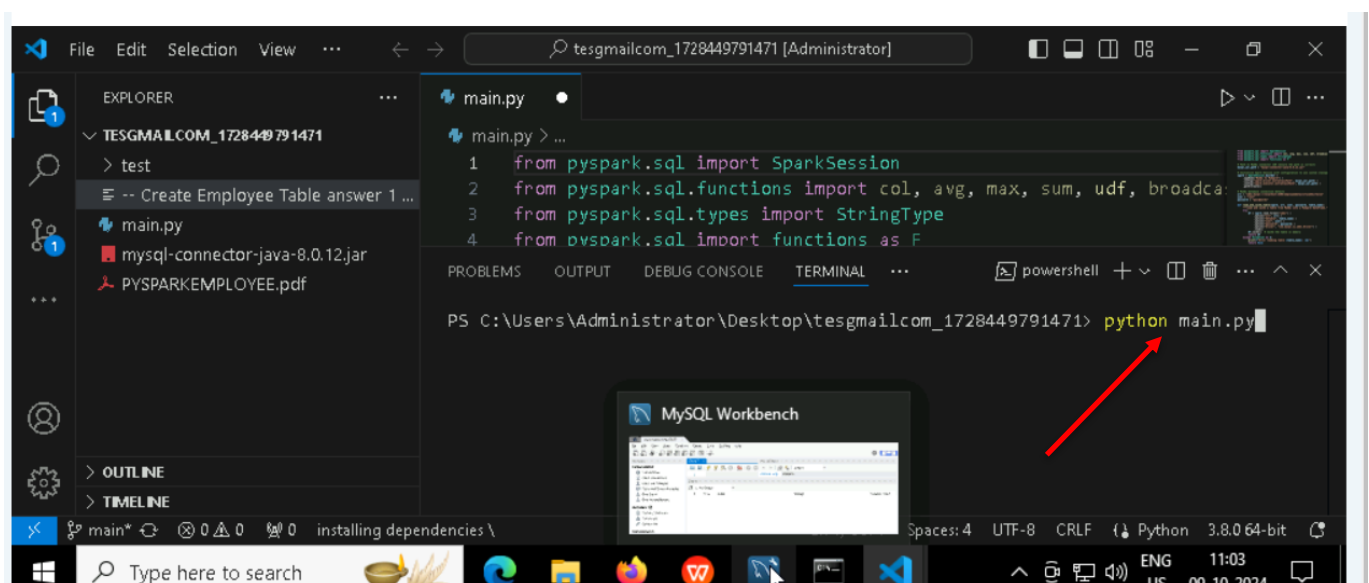 File Edit Selection View ··· tesgmailcom_1728449791471 [Administrator]
EXPLORER ···
TESGMAILCOM_1728449791471
test
-- Create Employee Table answer 1 ...
main.py
mysql-connector-java-8.0.12.jar
PYSPARKEMPLOYEE.pdf
OUTLINE
TIMELINE
main.py
main.py > ...
1 from pyspark.sql import SparkSession
2 from pyspark.sql.functions import col, avg, max, sum, udf, broadca
3 from pyspark.sql.types import StringType
4 from pyspark.sql import functions as F
PROBLEMS OUTPUT DEBUG CONSOLE TERMINAL ··· powershell
PS C:\Users\Administrator\Desktop\tesgmailcom_1728449791471> python main.py
MySQL Workbench
main* 0 0 0 installing dependencies \ Spaces: 4 UTF-8 CRLF Python 3.8.0 64-bit
Type here to search ENG 11:03
US 09-10-2024